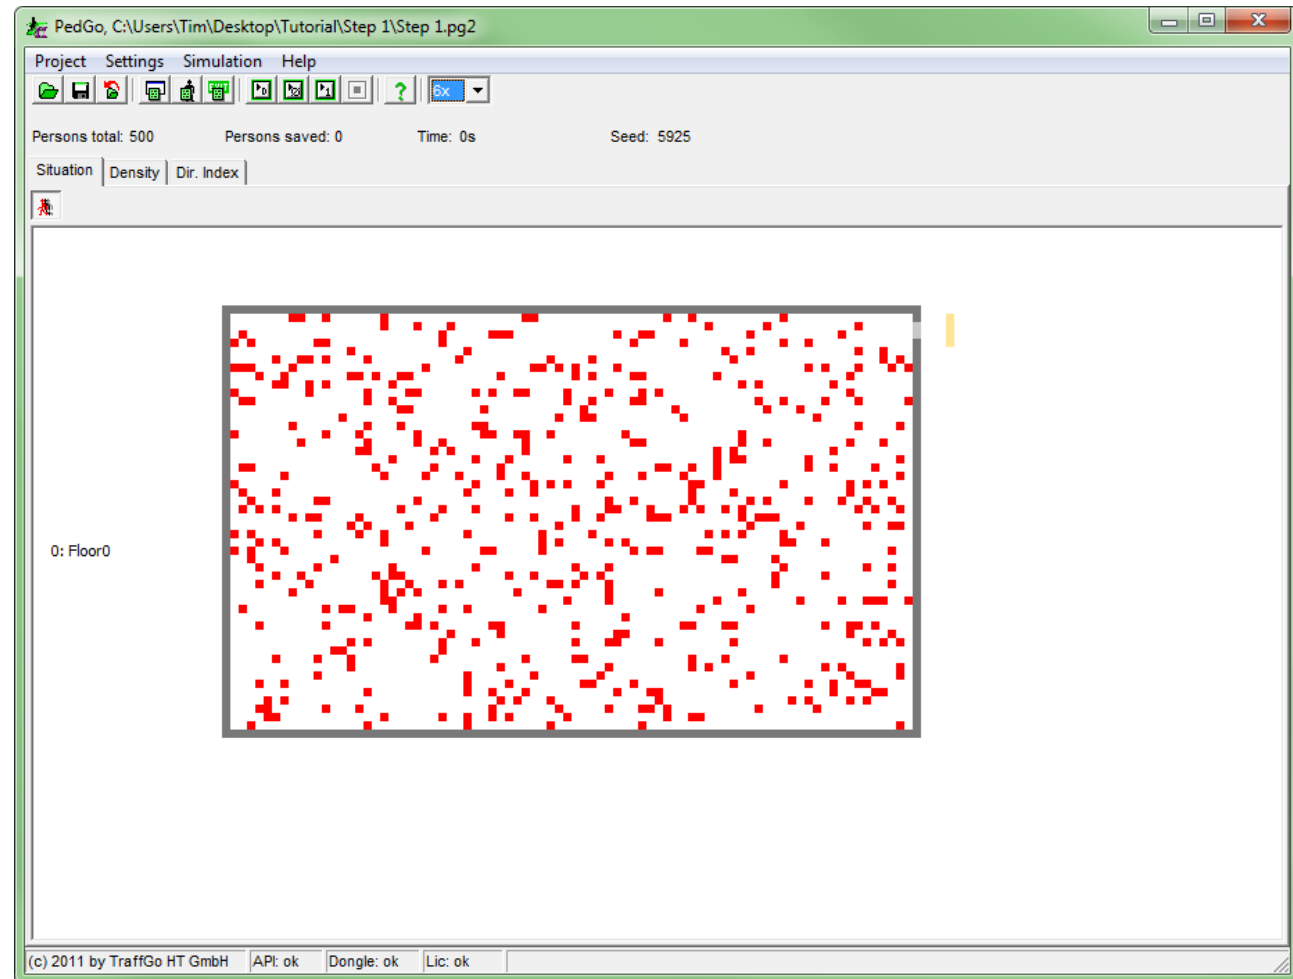 PedGo, C:\Users\Tim\Desktop\Tutorial\Step 1\Step 1.pg2
Project Settings Simulation Help
6x
Persons total: 500 Persons saved: 0 Time: 0s Seed: 5925
Situation Density Dir. Index
0: Floor0
(c) 2011 by TraffGo HT GmbH API: ok Dongle: ok Lic: ok